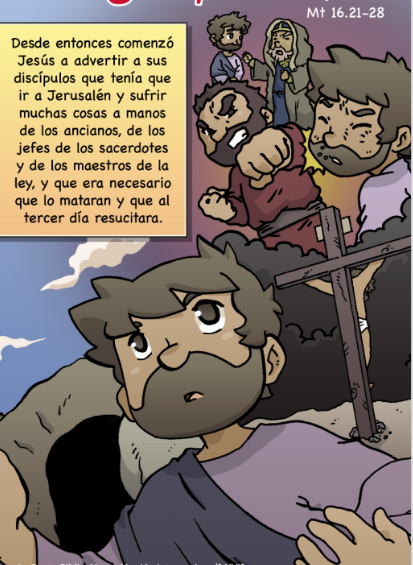 Mt 16.21-28
Desde entonces comenzó
Jesús a advertir a sus
discípulos que tenía que
ir a Jerusalén y sufrir
muchas cosas a manos
de los ancianos, de los
jefes de los sacerdotes
y de los maestros de la
ley, y que era necesario
que lo mataran y que al
tercer día resucitara.